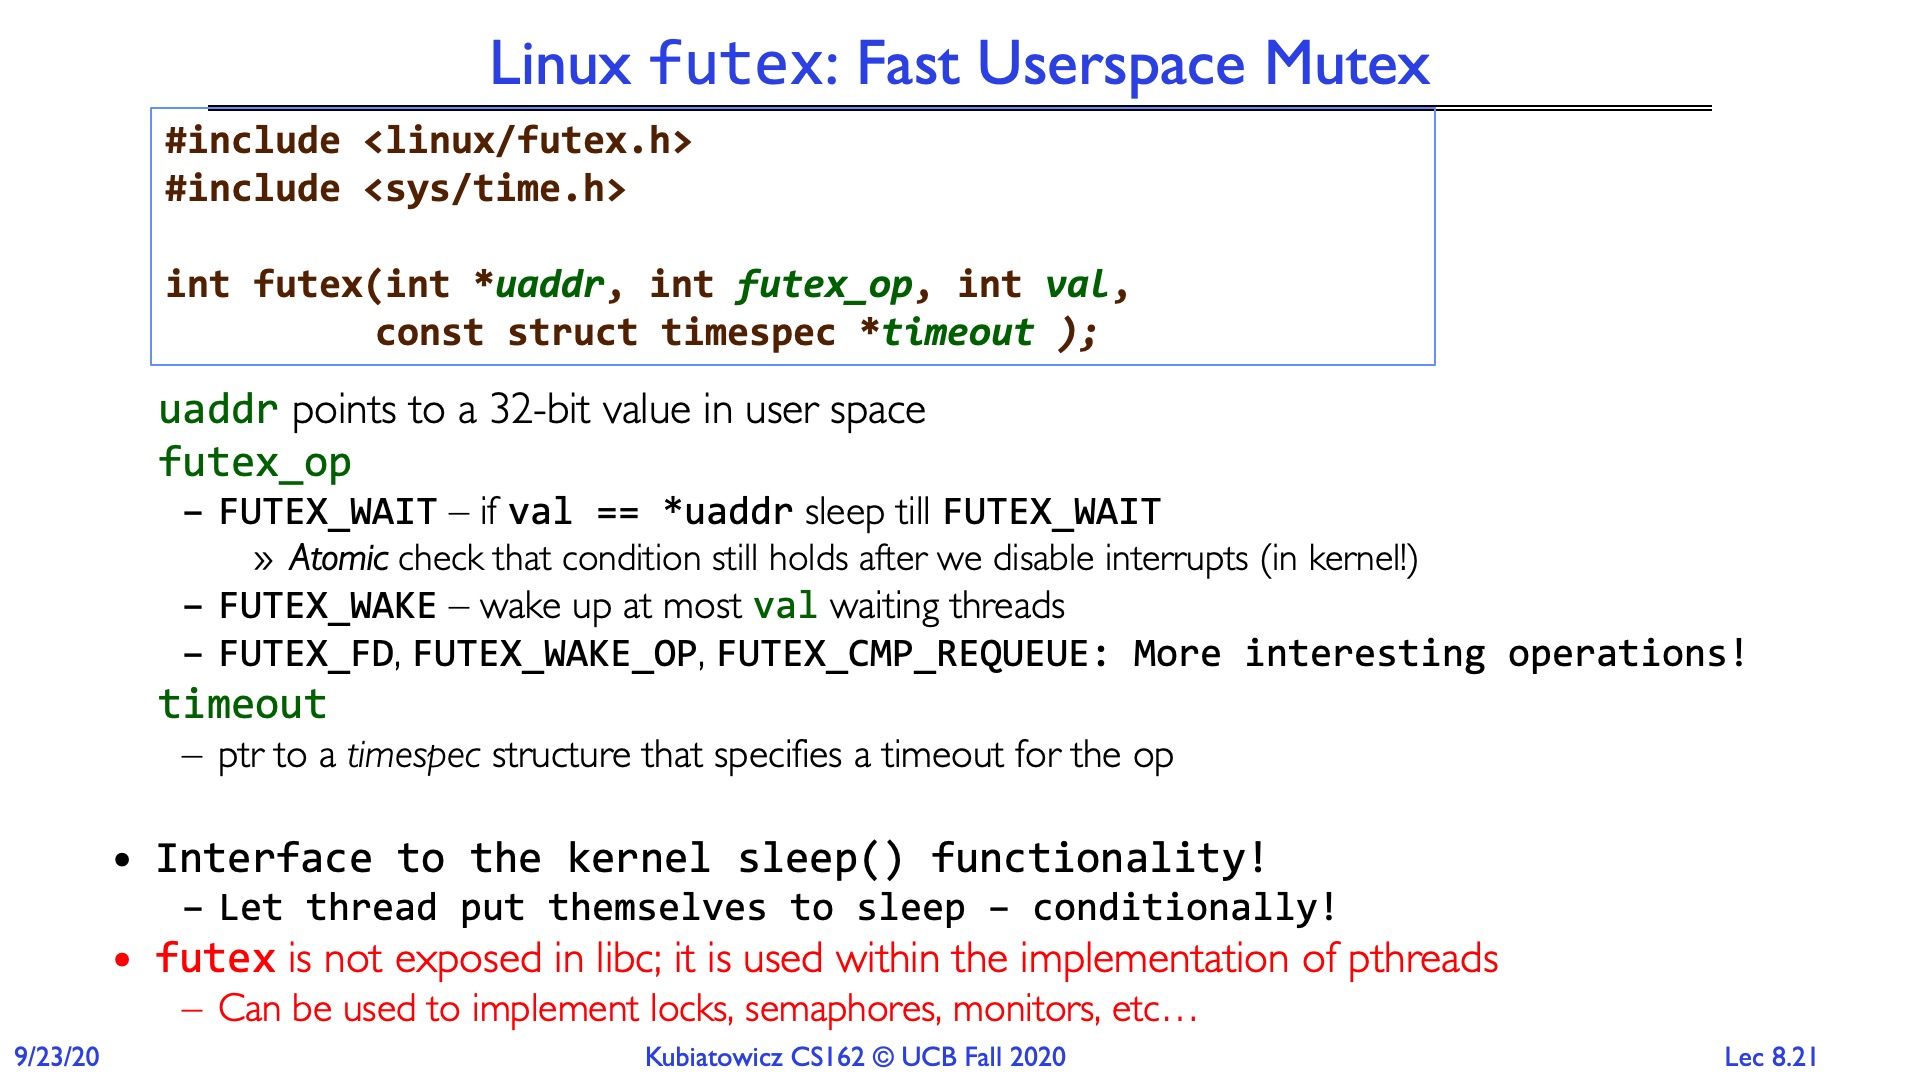 Linux futex: Fast Userspace Mutex
#include <linux/futex.h>
#include <sys/time.h>
int futex(int *uaddr, int futex_op, int val,
const struct timespec *timeout );
uaddr points to a 32-bit value in user space
futex_op
– FUTEX_WAIT – if val == *uaddr sleep till FUTEX_WAIT
» Atomic check that condition still holds after we disable interrupts (in kernel!)
– FUTEX_WAKE – wake up at most val waiting threads
– FUTEX_FD, FUTEX_WAKE_OP, FUTEX_CMP_REQUEUE: More interesting operations!
timeout
– ptr to a timespec structure that specifies a timeout for the op
• Interface to the kernel sleep() functionality!
– Let thread put themselves to sleep – conditionally!
• futex is not exposed in libc; it is used within the implementation of pthreads
– Can be used to implement locks, semaphores, monitors, etc…
9/23/20 Kubiatowicz CS162 © UCB Fall 2020 Lec 8.21